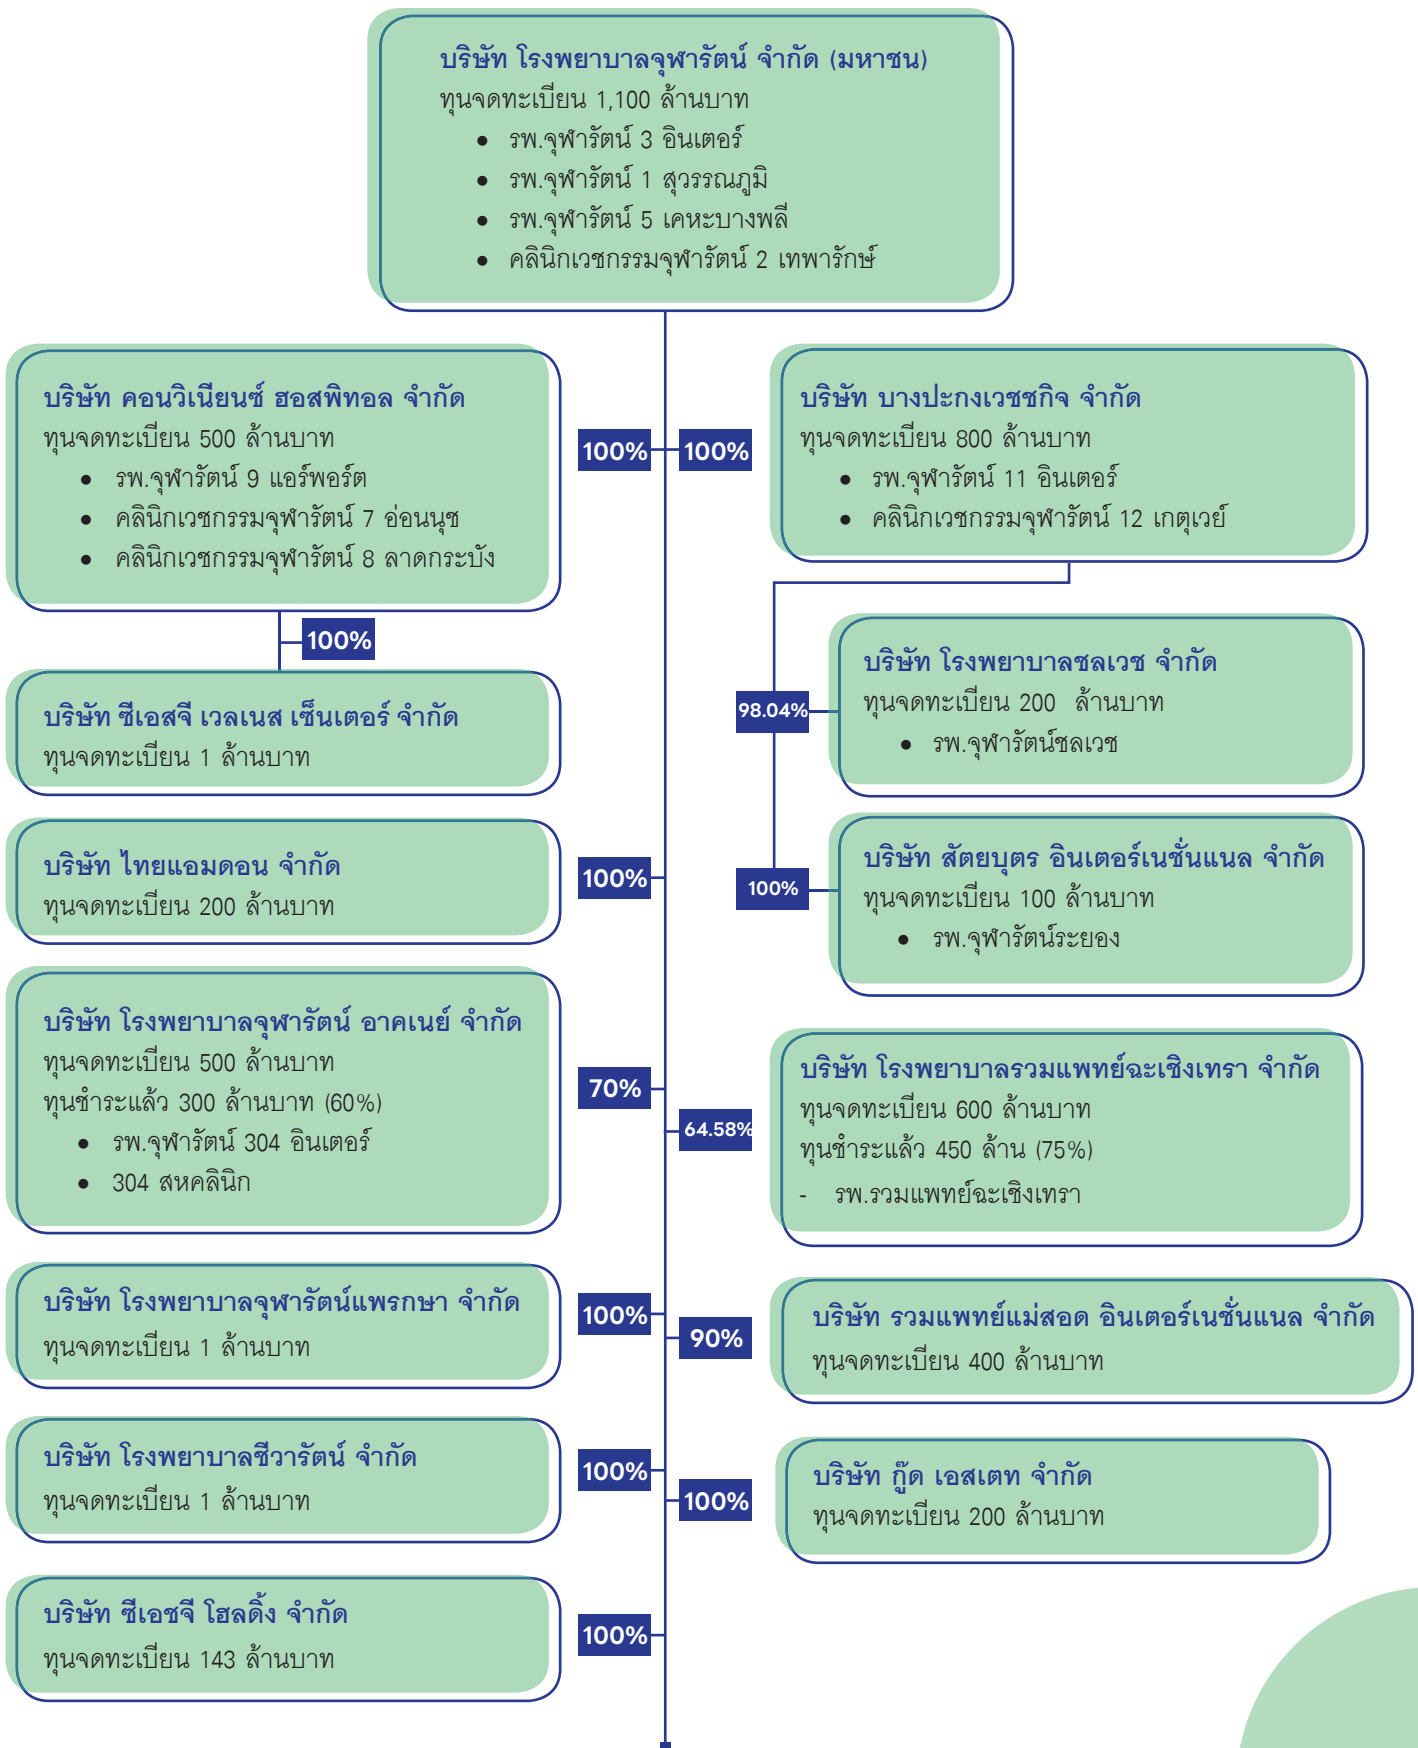 บริษัท โรงพยาบาลจุฬารัตน์ จำกัด (มหาชน)
ทุนจดทะเบียน 1,100 ล้านบาท
● รพ.จุฬารัตน์ 3 อินเตอร์
● รพ.จุฬารัตน์ 1 สุวรรณภูมิ
● รพ.จุฬารัตน์ 5 เคหะบางพลี
● คลินิกเวชกรรมจุฬารัตน์ 2 เทพารักษ์
บริษัท คอนวิเนียนซ์ ฮอสพิทอล จำกัด
ทุนจดทะเบียน 500 ล้านบาท
● รพ.จุฬารัตน์ 9 แอร์พอร์ต
● คลินิกเวชกรรมจุฬารัตน์ 7 อ่อนนุช
● คลินิกเวชกรรมจุฬารัตน์ 8 ลาดกระบัง
100%
100%
บริษัท บางปะกงเวชชกิจ จำกัด
ทุนจดทะเบียน 800 ล้านบาท
● รพ.จุฬารัตน์ 11 อินเตอร์
● คลินิกเวชกรรมจุฬารัตน์ 12 เกตุเวย์
100%
บริษัท ซีเอสจี เวลเนส เซ็นเตอร์ จำกัด
ทุนจดทะเบียน 1 ล้านบาท
98.04%
บริษัท โรงพยาบาลชลเวช จำกัด
ทุนจดทะเบียน 200 ล้านบาท
● รพ.จุฬารัตน์ชลเวช
บริษัท ไทยแอมดอน จำกัด
ทุนจดทะเบียน 200 ล้านบาท
100%
100%
บริษัท สัตยบุตร อินเตอร์เนชั่นแนล จำกัด
ทุนจดทะเบียน 100 ล้านบาท
● รพ.จุฬารัตน์ระยอง
บริษัท โรงพยาบาลจุฬารัตน์ อาคเนย์ จำกัด
ทุนจดทะเบียน 500 ล้านบาท
ทุนชำระแล้ว 300 ล้านบาท (60%)
● รพ.จุฬารัตน์ 304 อินเตอร์
● 304 สหคลินิก
70%
64.58%
บริษัท โรงพยาบาลรวมแพทย์ฉะเชิงเทรา จำกัด
ทุนจดทะเบียน 600 ล้านบาท
ทุนชำระแล้ว 450 ล้าน (75%)
- รพ.รวมแพทย์ฉะเชิงเทรา
บริษัท โรงพยาบาลจุฬารัตน์แพรกษา จำกัด
ทุนจดทะเบียน 1 ล้านบาท
100%
90%
บริษัท รวมแพทย์แม่สอด อินเตอร์เนชั่นแนล จำกัด
ทุนจดทะเบียน 400 ล้านบาท
บริษัท โรงพยาบาลชีวารัตน์ จำกัด
ทุนจดทะเบียน 1 ล้านบาท
100%
100%
บริษัท กู๊ด เอสเตท จำกัด
ทุนจดทะเบียน 200 ล้านบาท
บริษัท ซีเอชจี โฮลดิ้ง จำกัด
ทุนจดทะเบียน 143 ล้านบาท
100%